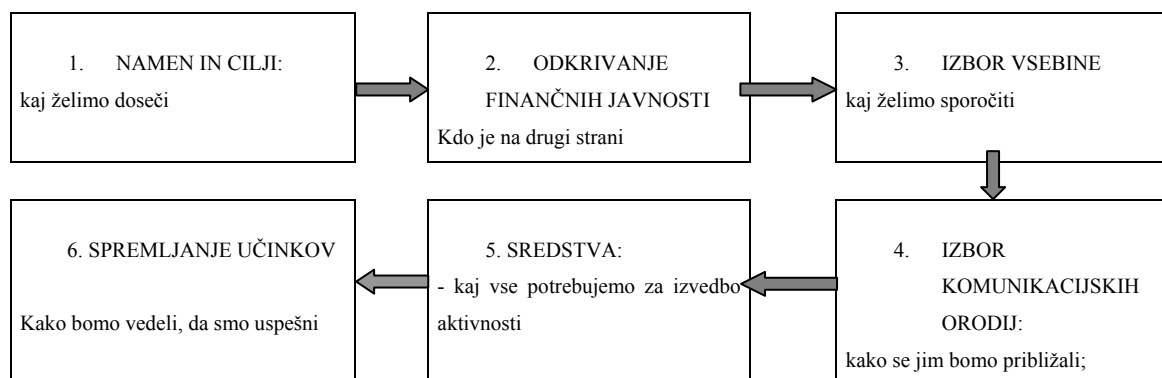 1. NAMEN IN CILJI:
kaj želimo doseči
2. ODKRIVANJE
FINANČNIH JAVNOSTI
Kdo je na drugi strani
3. IZBOR VSEBINE
kaj želimo sporočiti
4. IZBOR
KOMUNIKACIJSKIH
ORODIJ:
kako se jim bomo približali;
5. SREDSTVA:
- kaj vse potrebujemo za izvedbo
aktivnosti
6. SPREMLJANJE UČINKOV
Kako bomo vedeli, da smo uspešni